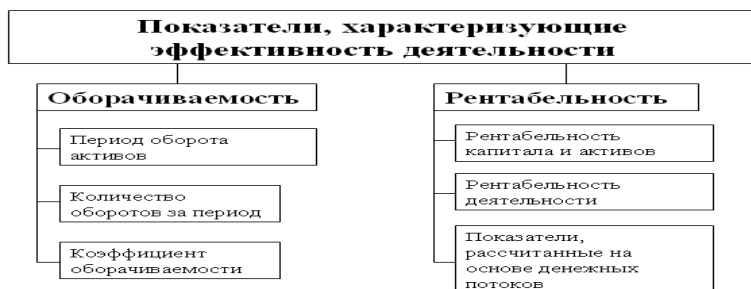 Показатели, характеризующие
эффективность деятельности
Оборачиваемость
Период оборота
активов
Количество
оборотов за период
Коэффициент
оборачиваемости
Рентабельность
Рентабельность
капитала и активов
Рентабельность
деятельности
Показатели,
рассчитанные на
основе денежных
потоков